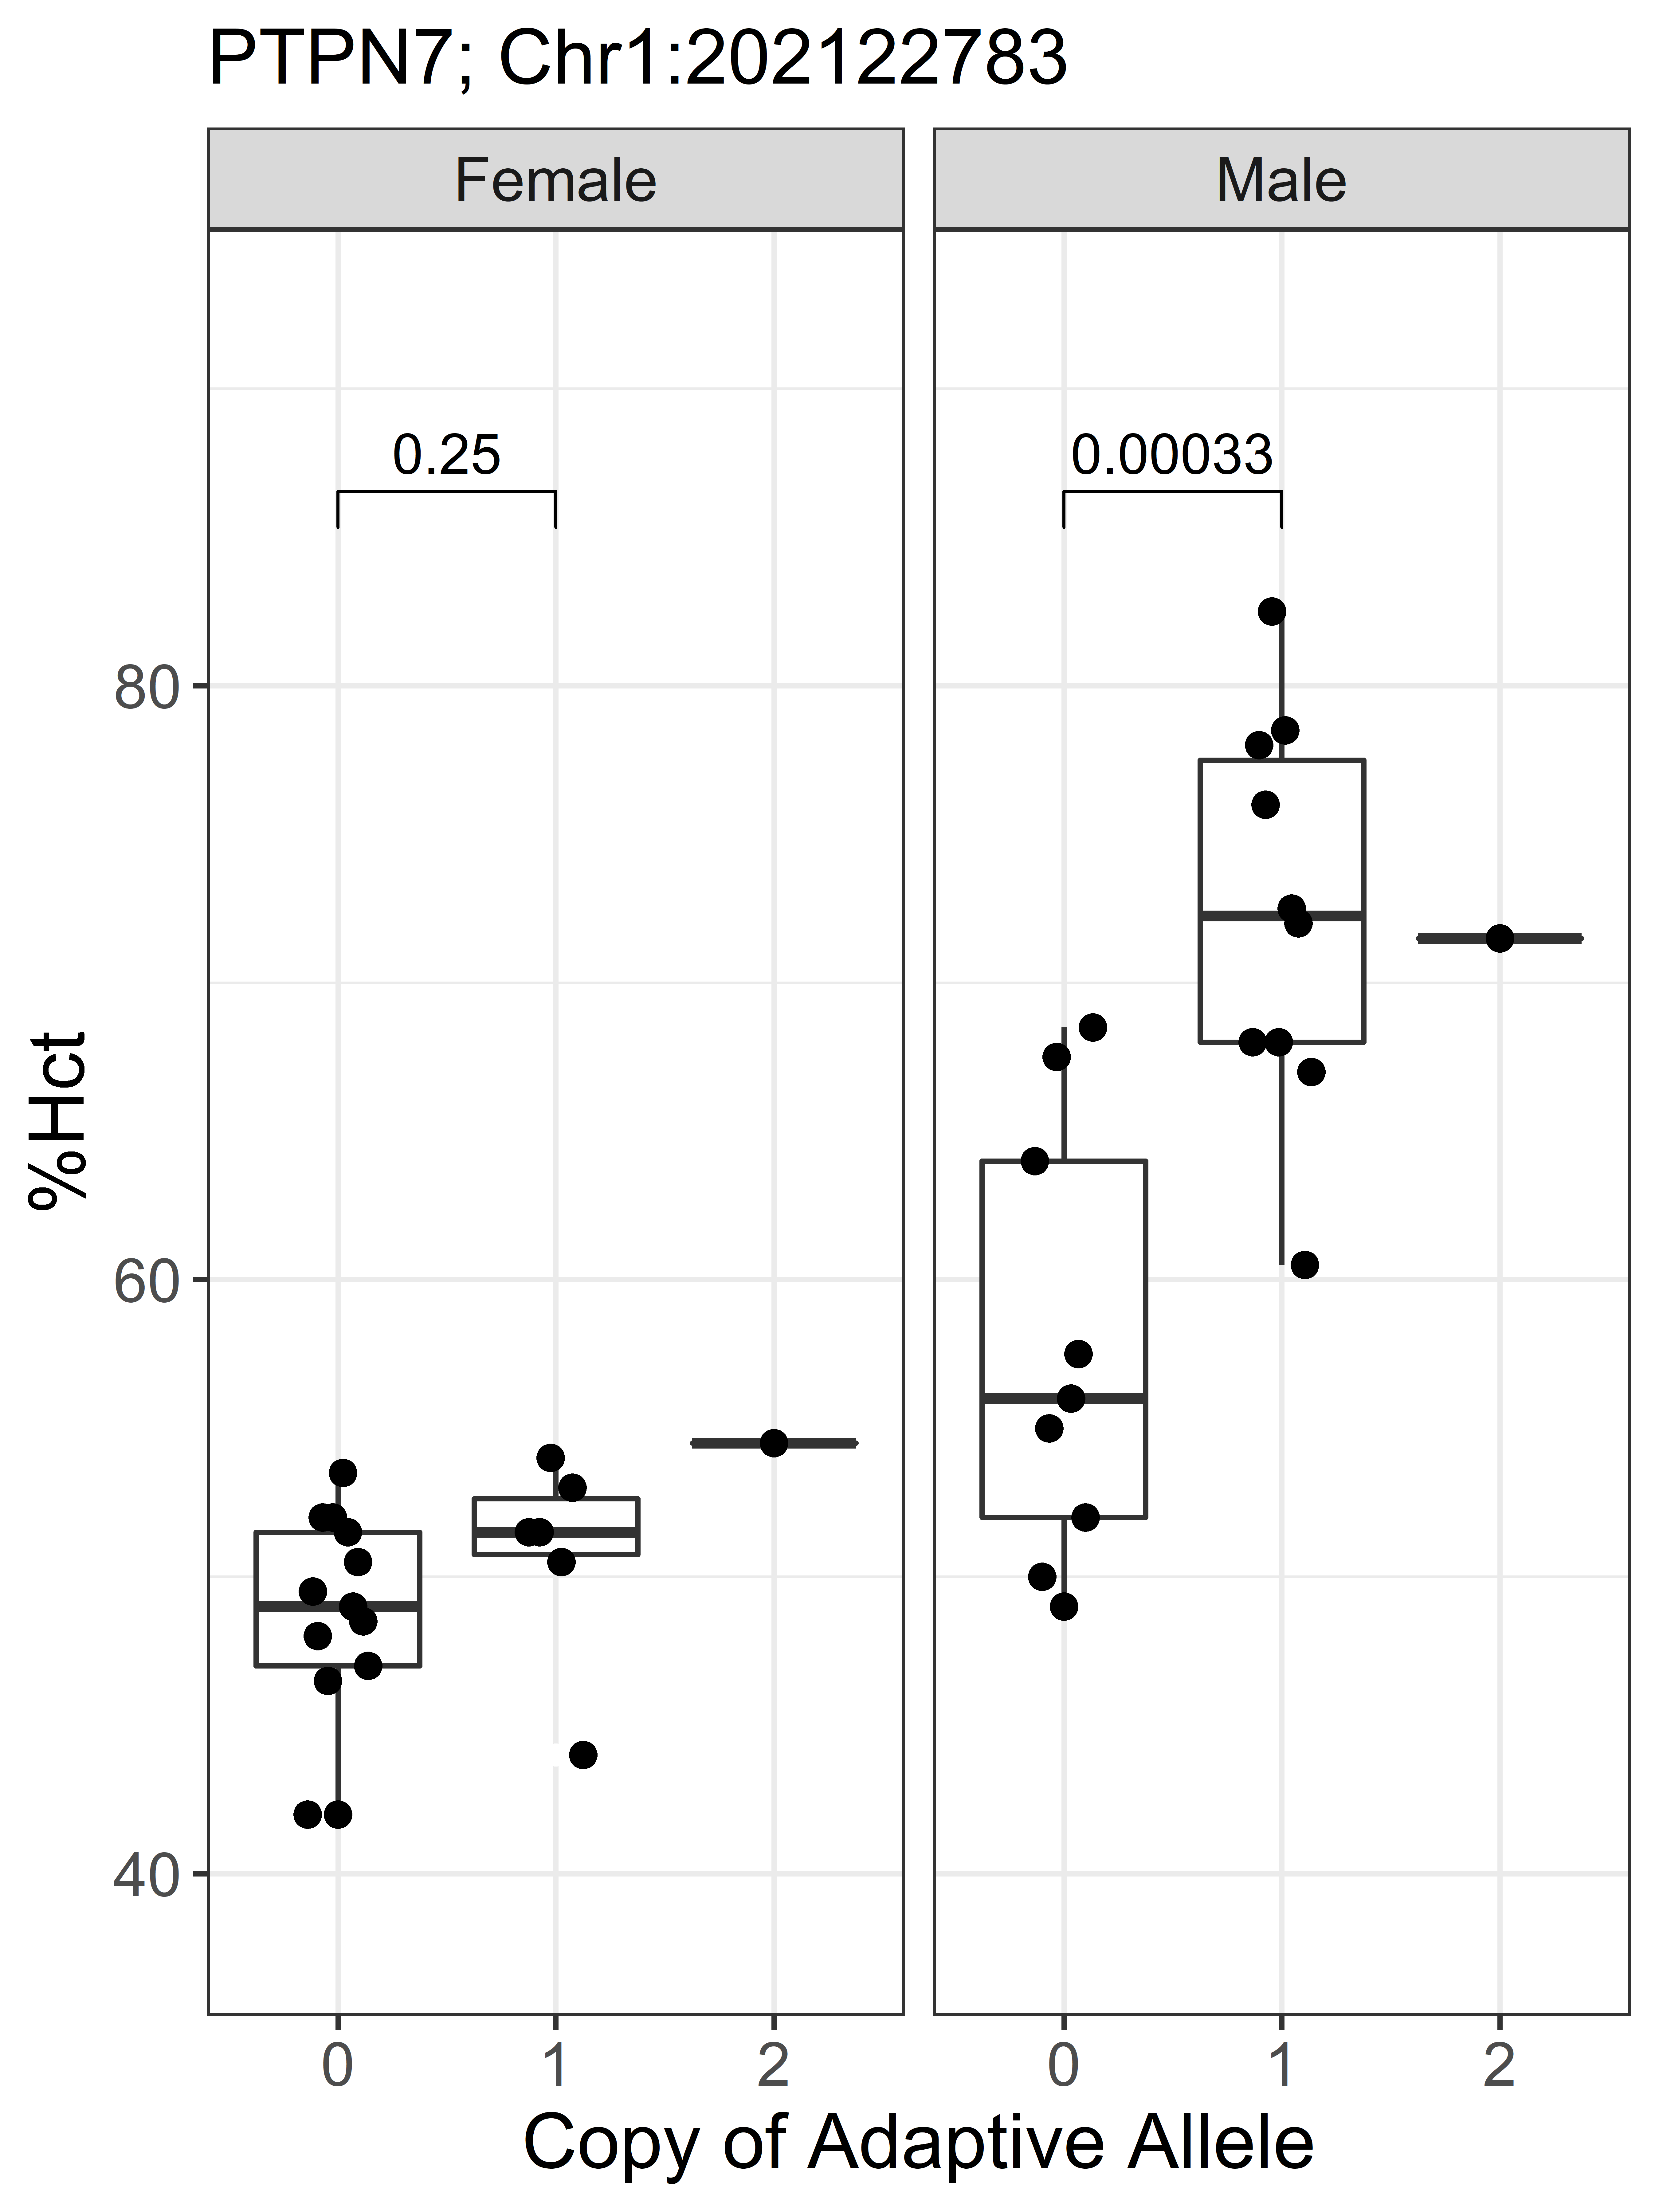 PTPN7; Chr1:202122783
Female
Male
0.25
0.00033
80
60
40
%Hct
0 1 2
0 1 2
Copy of Adaptive Allele